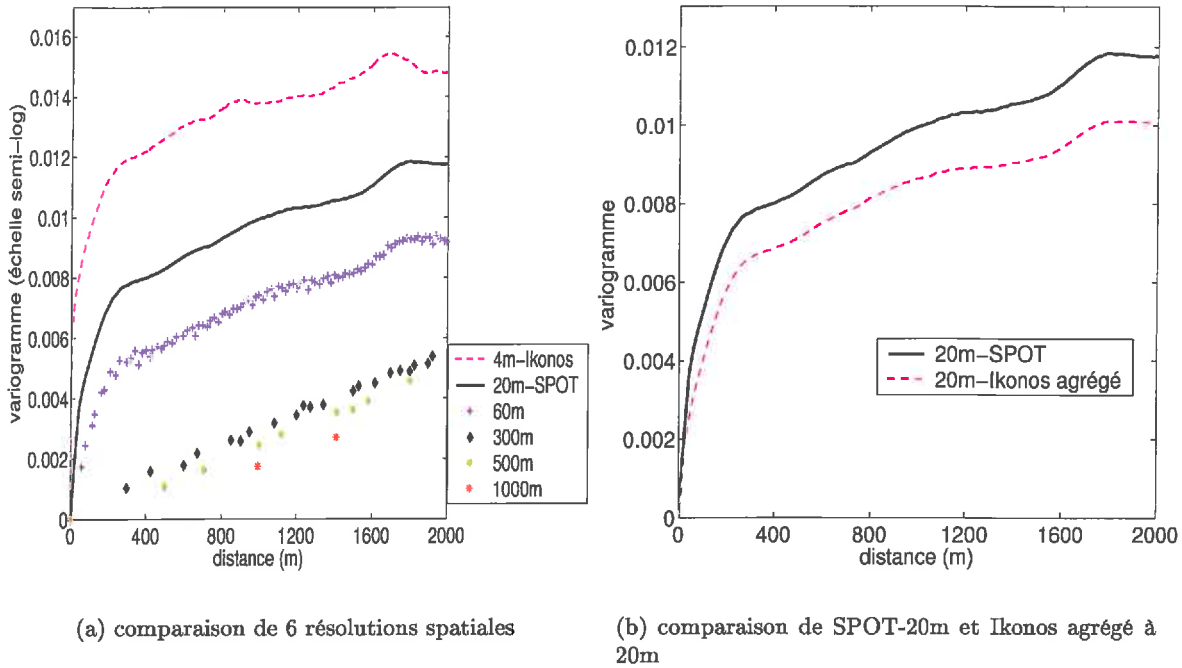 0.016
0.014
0.012
0.01
0.008
0.006
0.004
0.002
0
variogramme (échelle semi-log)
0 400 800 1200 1600 2000
distance (m)
4m-Ikonos
20m-SPOT
60m
300m
500m
1000m
(a) comparaison de 6 résolutions spatiales
0.012
0.01
0.008
0.006
0.004
0.002
0
variogramme
0 400 800 1200 1600 2000
distance (m)
20m-SPOT
20m-Ikonos agrégé
(b) comparaison de SPOT-20m et Ikonos agrégé à
20m